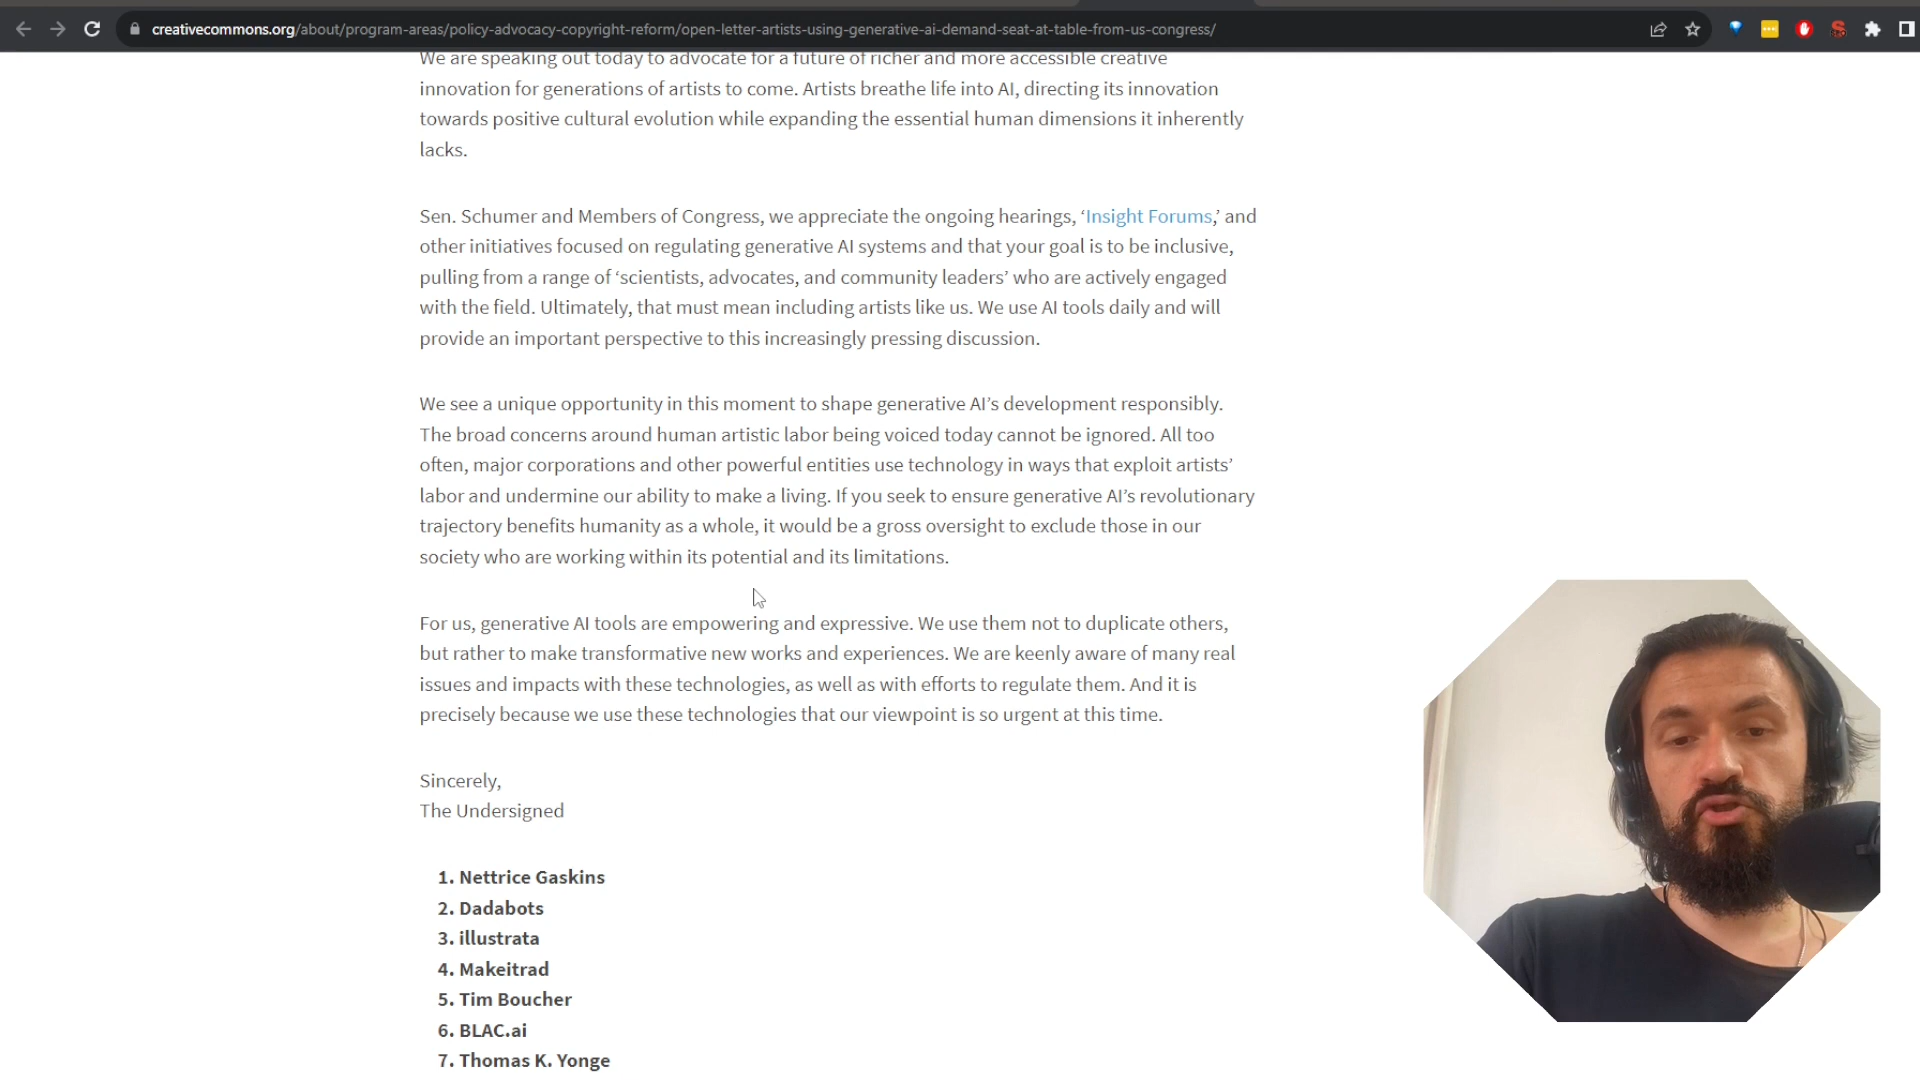 creativecommons.org/about/program-areas/policy-advocacy-copyright-reform/open-letter-artists-using-generative-ai-demand-seat-at-table-from-us-congress/
We are speaking out today to advocate for a future of richer and more accessible creative
innovation for generations of artists to come. Artists breathe life into AI, directing its innovation
towards positive cultural evolution while expanding the essential human dimensions it inherently
lacks.
Sen. Schumer and Members of Congress, we appreciate the ongoing hearings, ‘Insight Forums,’ and
other initiatives focused on regulating generative AI systems and that your goal is to be inclusive,
pulling from a range of ‘scientists, advocates, and community leaders’ who are actively engaged
with the field. Ultimately, that must mean including artists like us. We use AI tools daily and will
provide an important perspective to this increasingly pressing discussion.
We see a unique opportunity in this moment to shape generative AI’s development responsibly.
The broad concerns around human artistic labor being voiced today cannot be ignored. All too
often, major corporations and other powerful entities use technology in ways that exploit artists’
labor and undermine our ability to make a living. If you seek to ensure generative AI’s revolutionary
trajectory benefits humanity as a whole, it would be a gross oversight to exclude those in our
society who are working within its potential and its limitations.
For us, generative AI tools are empowering and expressive. We use them not to duplicate others,
but rather to make transformative new works and experiences. We are keenly aware of many real
issues and impacts with these technologies, as well as with efforts to regulate them. And it is
precisely because we use these technologies that our viewpoint is so urgent at this time.
Sincerely,
The Undersigned
1. Nettrice Gaskins
2. Dadabots
3. illustrata
4. Makeitrad
5. Tim Boucher
6. BLAC.ai
7. Thomas K. Yonge